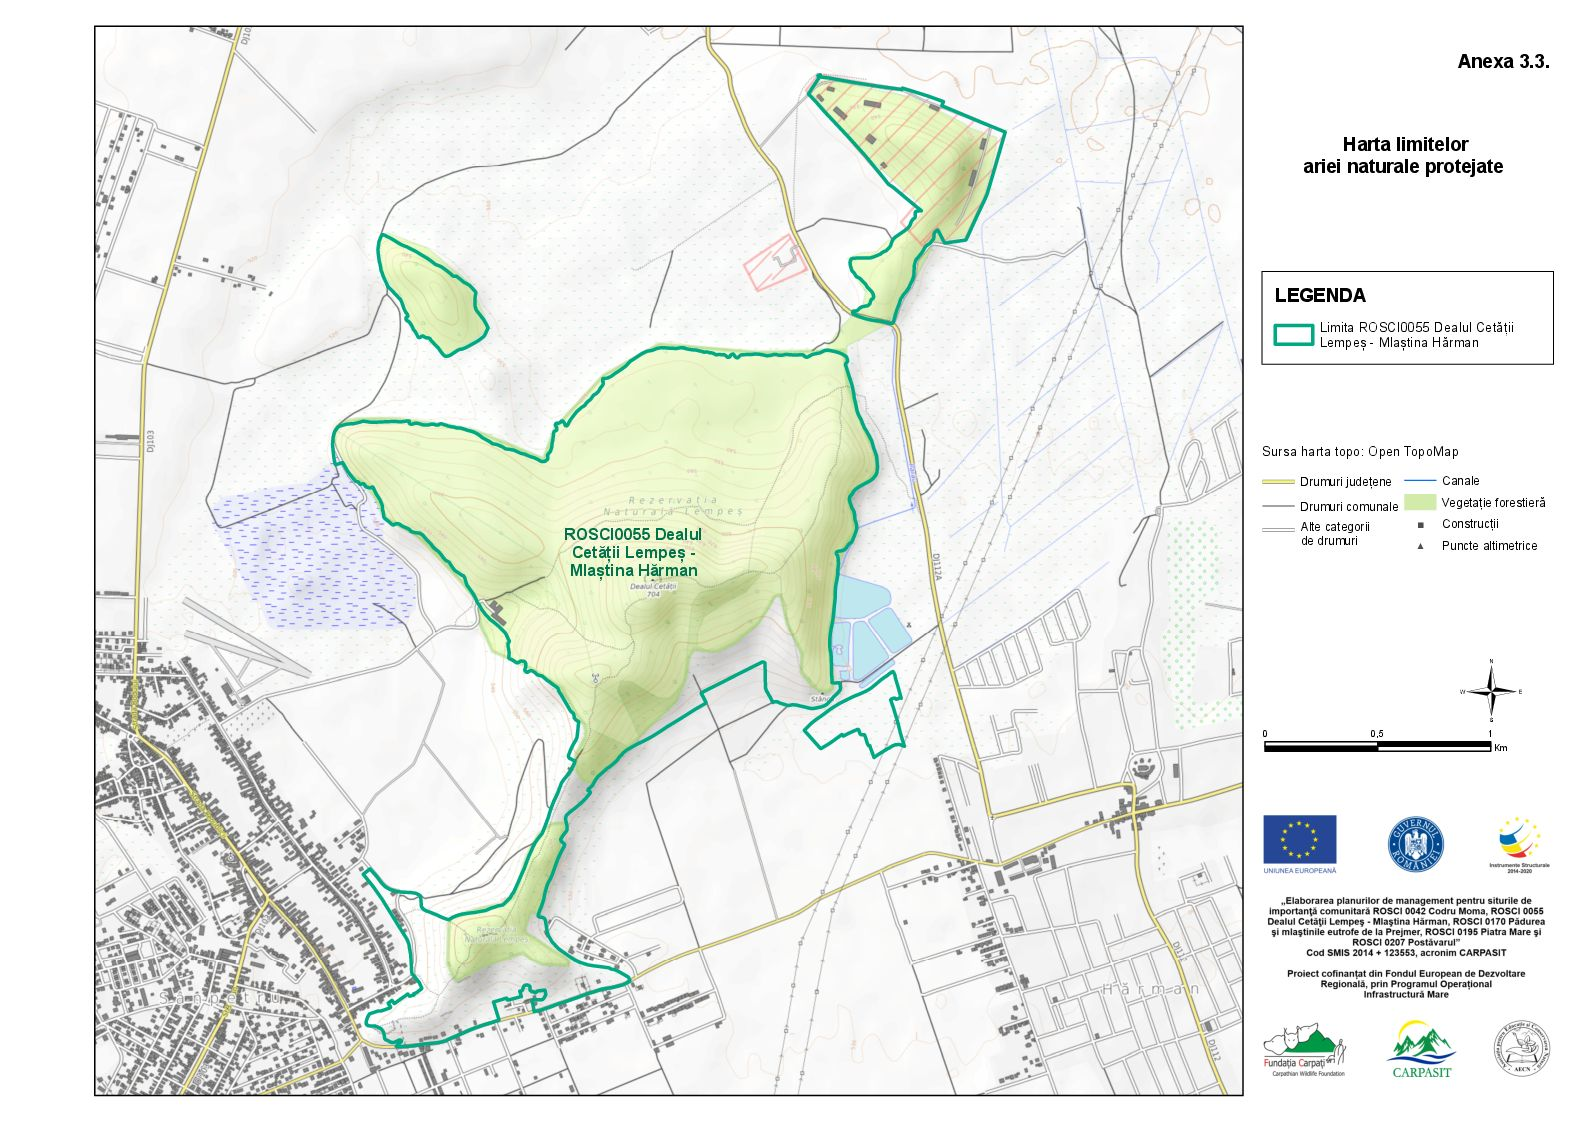 Anexa 3.3.
Harta limitelor
ariei naturale protejate
LEGENDA
Limita ROSCI0055 Dealul Cetății
Lempeș - Mlaștina Hărman
Sursa harta topo: Open TopoMap
Drumuri județene
Drumuri comunale
Alte categorii
de drumuri
Canale
Vegetație forestieră
Construcții
Puncte altimetrice
N
W
E
S
0
0,5
1
Km
UNIUNEA EUROPEANĂ
GUVERNUL
ROMÂNIEI
Instrumente Structurale
2014-2020
„Elaborarea planurilor de management pentru siturile de
importanță comunitară ROSCI 0042 Codru Moma, ROSCI 0055
Dealul Cetății Lempeș - Mlaștina Hărman, ROSCI 0170 Pădurea
și mlaștinile eutrofe de la Prejmer, ROSCI 0195 Piatra Mare și
ROSCI 0207 Postăvarul”
Cod SMIS 2014 + 123553, acronim CARPASIT
Proiect cofinanțat din Fondul European de Dezvoltare
Regională, prin Programul Operațional
Infrastructură Mare
Fundația Carpați
Carpathian Wildlife Foundation
CARPASIT
AECN
DJ103
Rezervația
Naturală Lempeș
ROSCI0055 Dealul
Cetății Lempeș -
Mlaștina Hărman
Dealul Cetății
704
DJ112A
Rezervația
Naturală Lempeș
Sânpetru
Hărman
DJ112